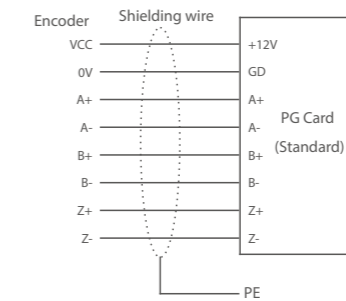 Encoder Shielding wire
VCC +12V
0V GD
A+ A+
A- A-
PG Card
(Standard)
B+ B+
B- B-
Z+ Z+
Z- Z-
PE